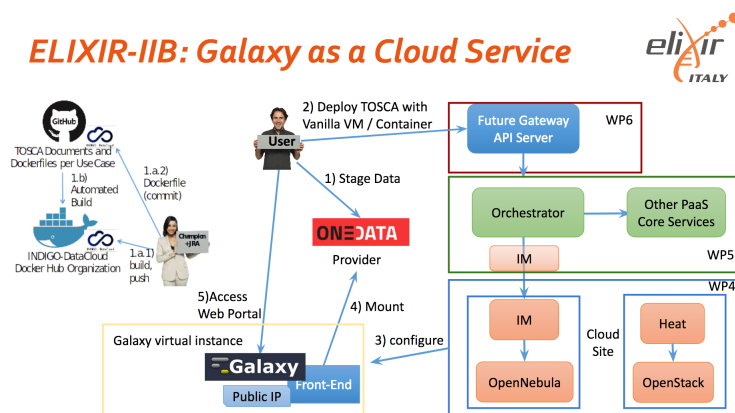 ELIXIR-IIB: Galaxy as a Cloud Service
elixir
ITALY
GitHub
TOSCA Documents and
Dockerfiles per Use Case
1.b)
Automated
Build
1.a.2)
Dockerfile
(commit)
Champion
+JRA
INDIGO-DataCloud
Docker Hub Organization
1.a.1)
build,
push
User
2) Deploy TOSCA with
Vanilla VM / Container
1) Stage Data
ONEDATA
Provider
5)Access
Web Portal
4) Mount
3) configure
Galaxy virtual instance
Galaxy
Front-End
Public IP
Future Gateway
API Server
WP6
Orchestrator
Other PaaS
Core Services
IM
WP5
WP4
IM
Cloud
Site
Heat
OpenNebula
OpenStack